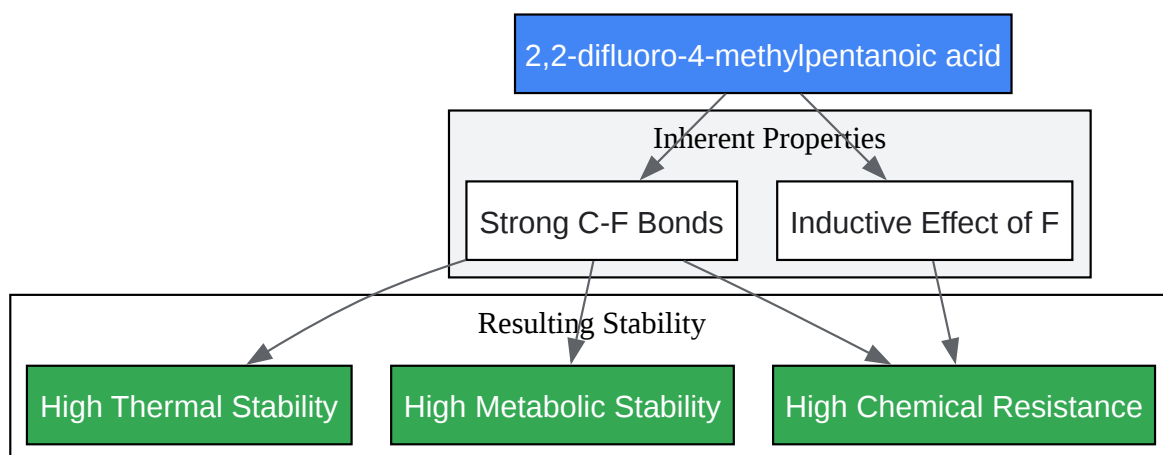 2,2-difluoro-4-methylpentanoic acid
Inherent Properties
Strong C-F Bonds
Inductive Effect of F
Resulting Stability
High Thermal Stability
High Metabolic Stability
High Chemical Resistance